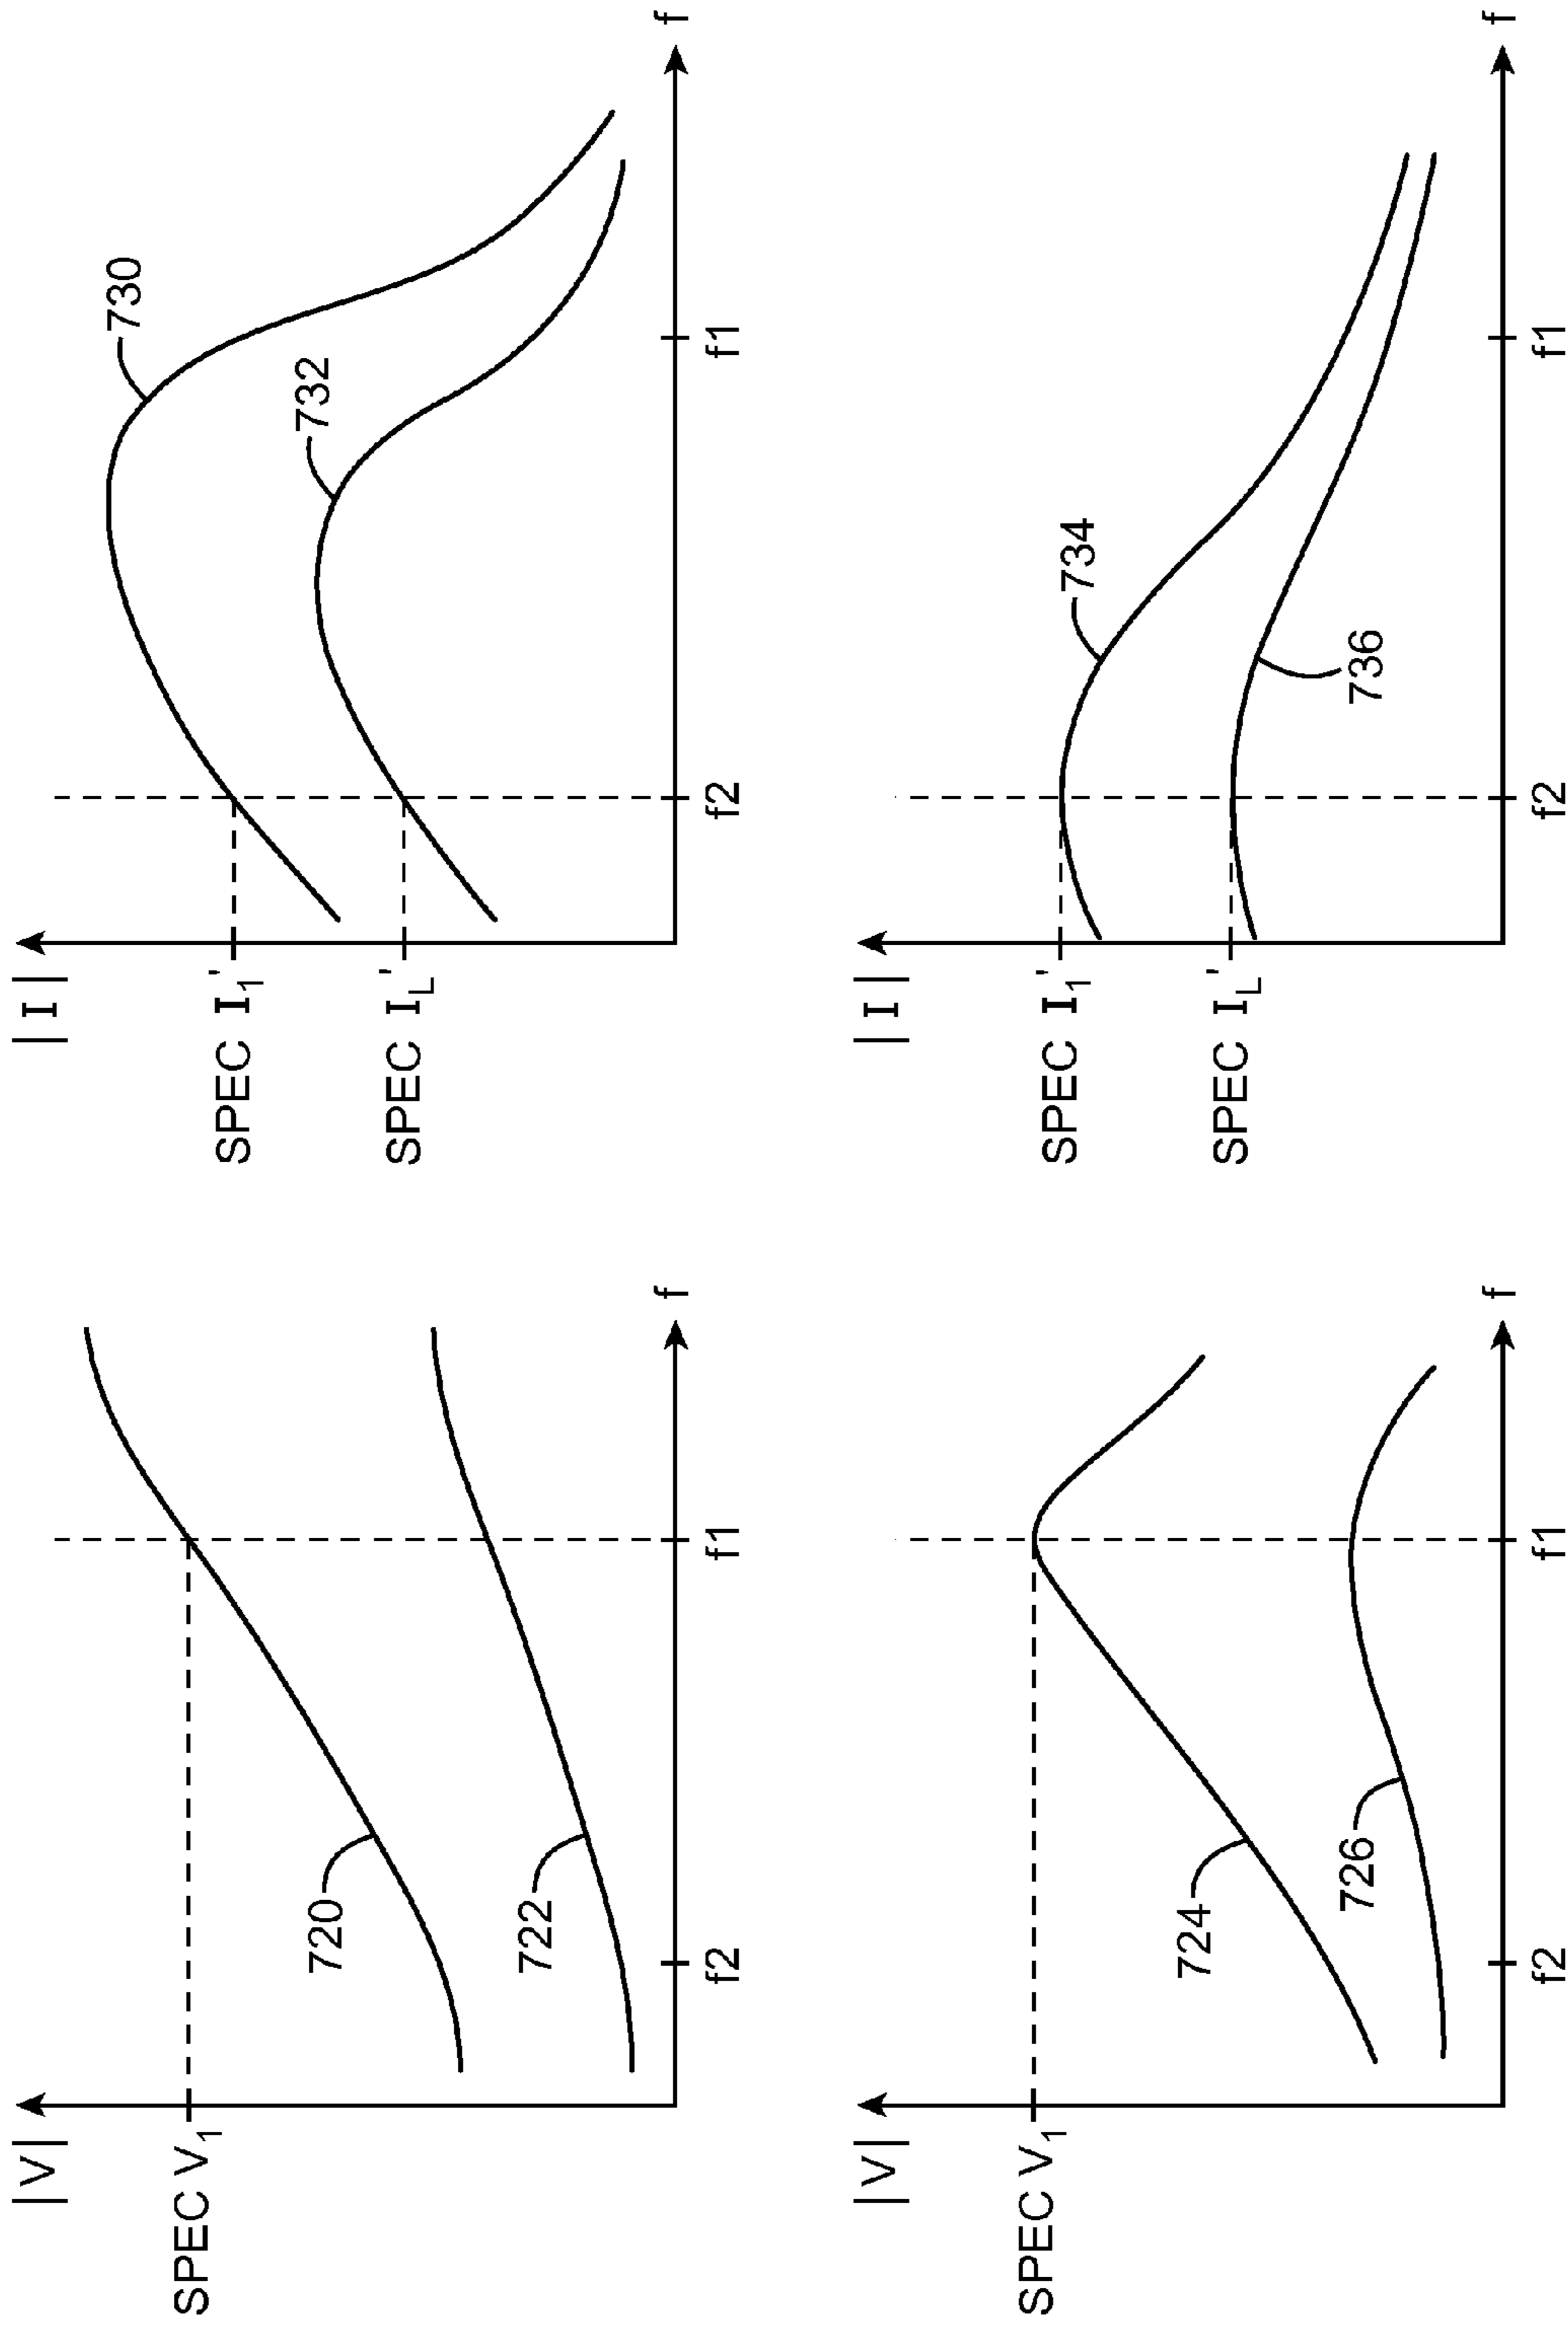 |V|
SPEC V1
720
722
f2
f1
f
|I|
SPEC I1'
SPEC IL'
730
732
f2
f1
f
|V|
SPEC V1
724
726
f2
f1
f
|I|
SPEC I1'
SPEC IL'
734
736
f2
f1
f